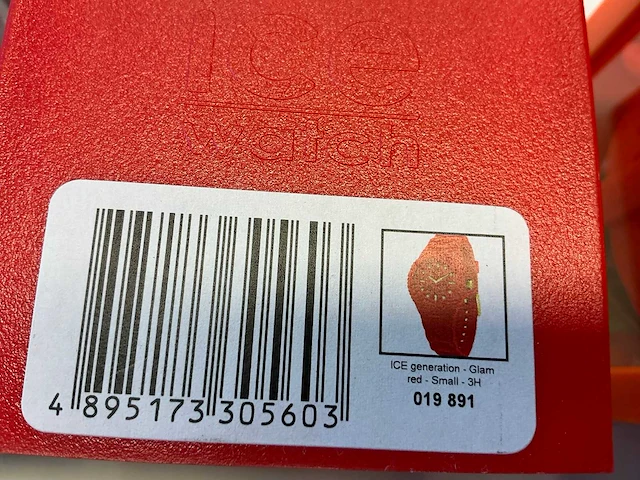 ice
watch
4 895173 305603
ICE generation - Glam
red - Small - 3H
019 891